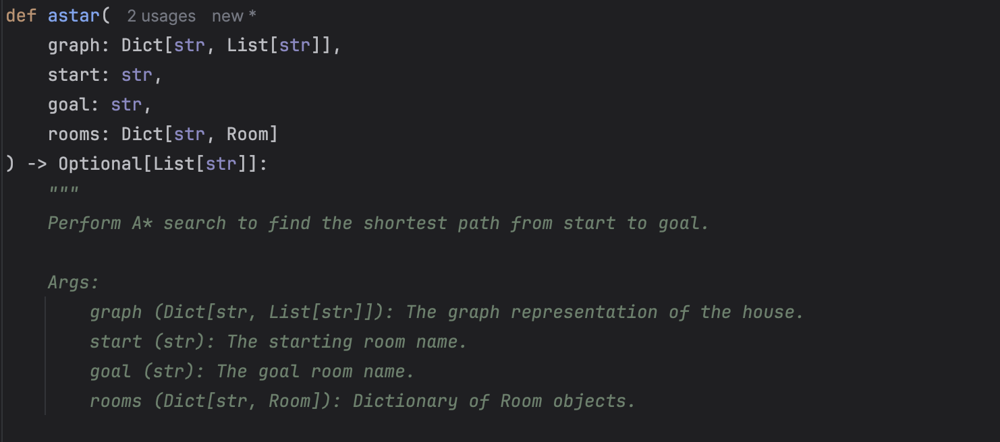 def astar( 2 usages new *
    graph: Dict[str, List[str]],
    start: str,
    goal: str,
    rooms: Dict[str, Room]
) -> Optional[List[str]]:
    """
    Perform A* search to find the shortest path from start to goal.

    Args:
        graph (Dict[str, List[str]]): The graph representation of the house.
        start (str): The starting room name.
        goal (str): The goal room name.
        rooms (Dict[str, Room]): Dictionary of Room objects.